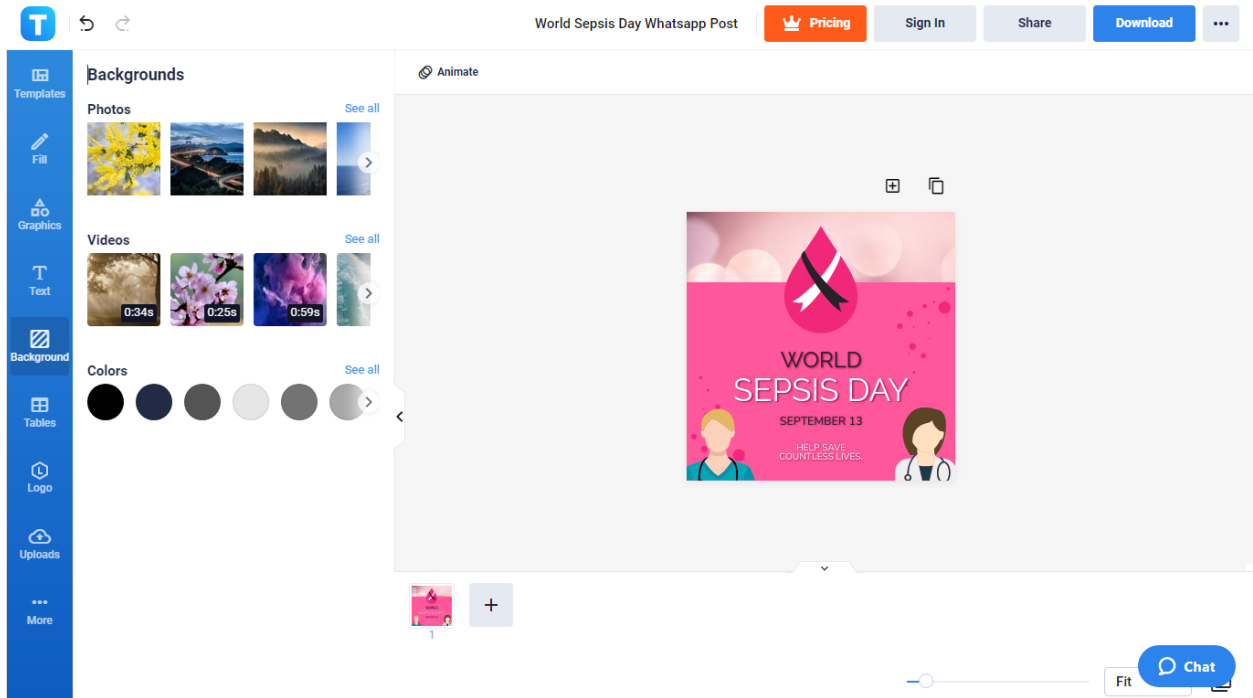 T
World Sepsis Day Whatsapp Post
Pricing
Sign In
Share
Download
Templates
Fill
Graphics
T
Text
Background
Tables
L
Logo
Uploads
More
Backgrounds
Photos
See all
Videos
See all
0:34s
0:25s
0:59s
Colors
See all
Animate
WORLD
SEPSIS DAY
SEPTEMBER 13
HELP SAVE
COUNTLESS LIVES.
1
Fit
Chat